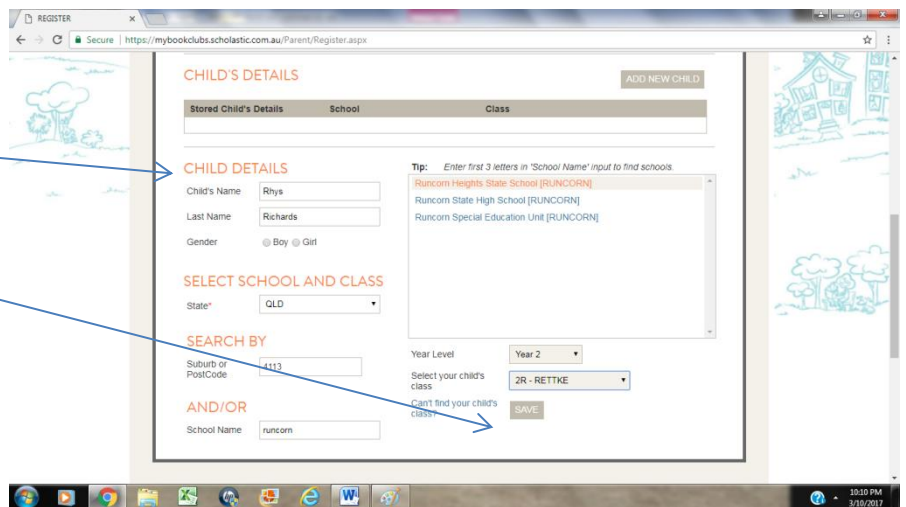 REGISTER
Secure | https://mybookclubs.scholastic.com.au/Parent/Register.aspx
CHILD'S DETAILS
ADD NEW CHILD
Stored Child's Details School Class
CHILD DETAILS
Child's Name Rhys
Last Name Richards
Gender Boy Girl
SELECT SCHOOL AND CLASS
State* QLD
SEARCH BY
Suburb or PostCode 4113
AND/OR
School Name runcorn
Tip: Enter first 3 letters in 'School Name' input to find schools.
Runcorn Heights State School [RUNCORN]
Runcorn State High School [RUNCORN]
Runcorn Special Education Unit [RUNCORN]
Year Level Year 2
Select your child's class 2R - RETTKE
Can't find your child's class? SAVE
10:10 PM
3/10/2017